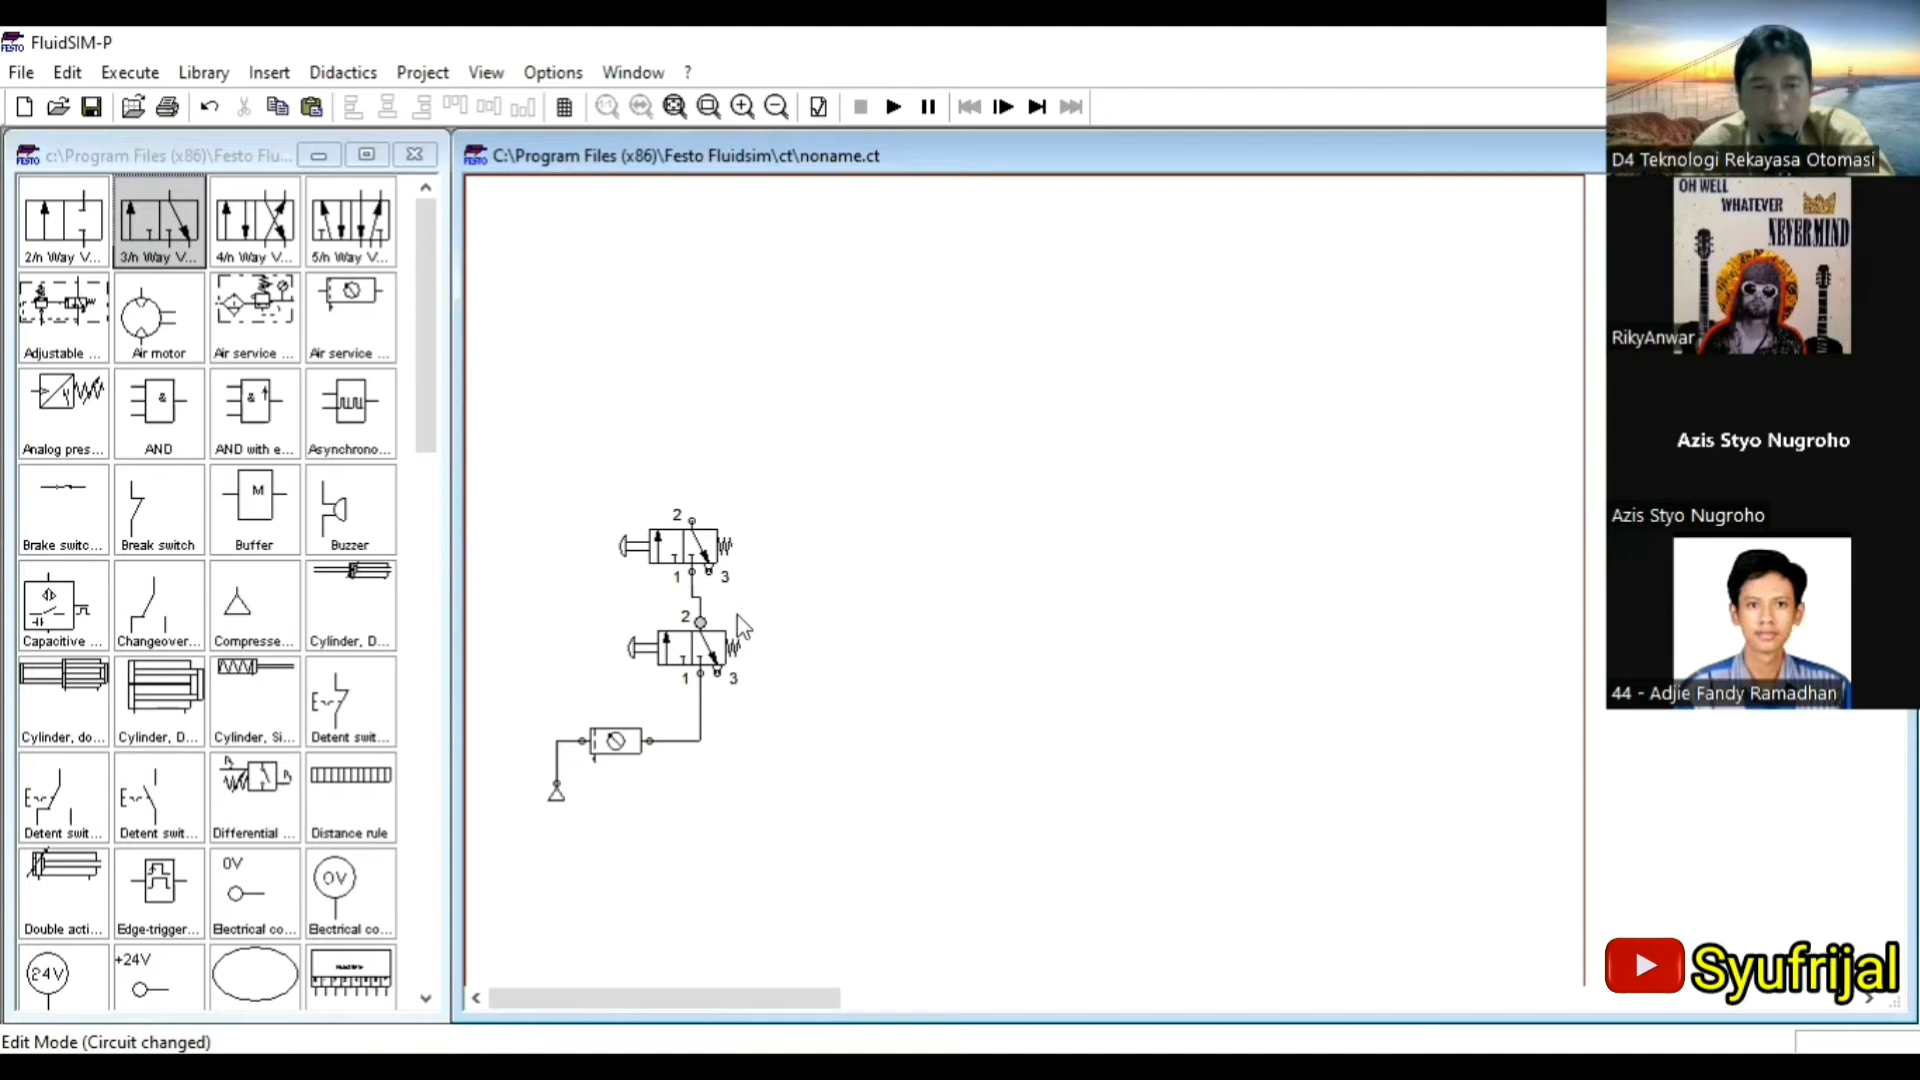 FluidSIM-P
File Edit Execute Library Insert Didactics Project View Options Window ?
c:\Program Files (x86)\Festo Flu...
C:\Program Files (x86)\Festo Fluidsim\ct\noname.ct
2/n Way V... 3/n Way V... 4/n Way V... 5/n Way V...
Adjustable ... Air motor Air service ... Air service ...
& &
Analog pres... AND AND with e... Asynchrono...
M
Brake switc... Break switch Buffer Buzzer
Capacitive ... Changeover... Compresse... Cylinder, D...
Cylinder, do... Cylinder, D... Cylinder, Si... Detent swit...
Detent swit... Detent swit... Differential ... Distance rule
0V 0V
Double acti... Edge-trigger... Electrical co... Electrical co...
24V +24V
2
1 3
2
1 3
Edit Mode (Circuit changed)
FESTO
FESTO
FESTO
D4 Teknologi Rekayasa Otomasi
OH WELL
WHATEVER
NEVERMIND
RikyAnwar
Azis Styo Nugroho
Azis Styo Nugroho
44 - Adjie Fandy Ramadhan
Syufrijal